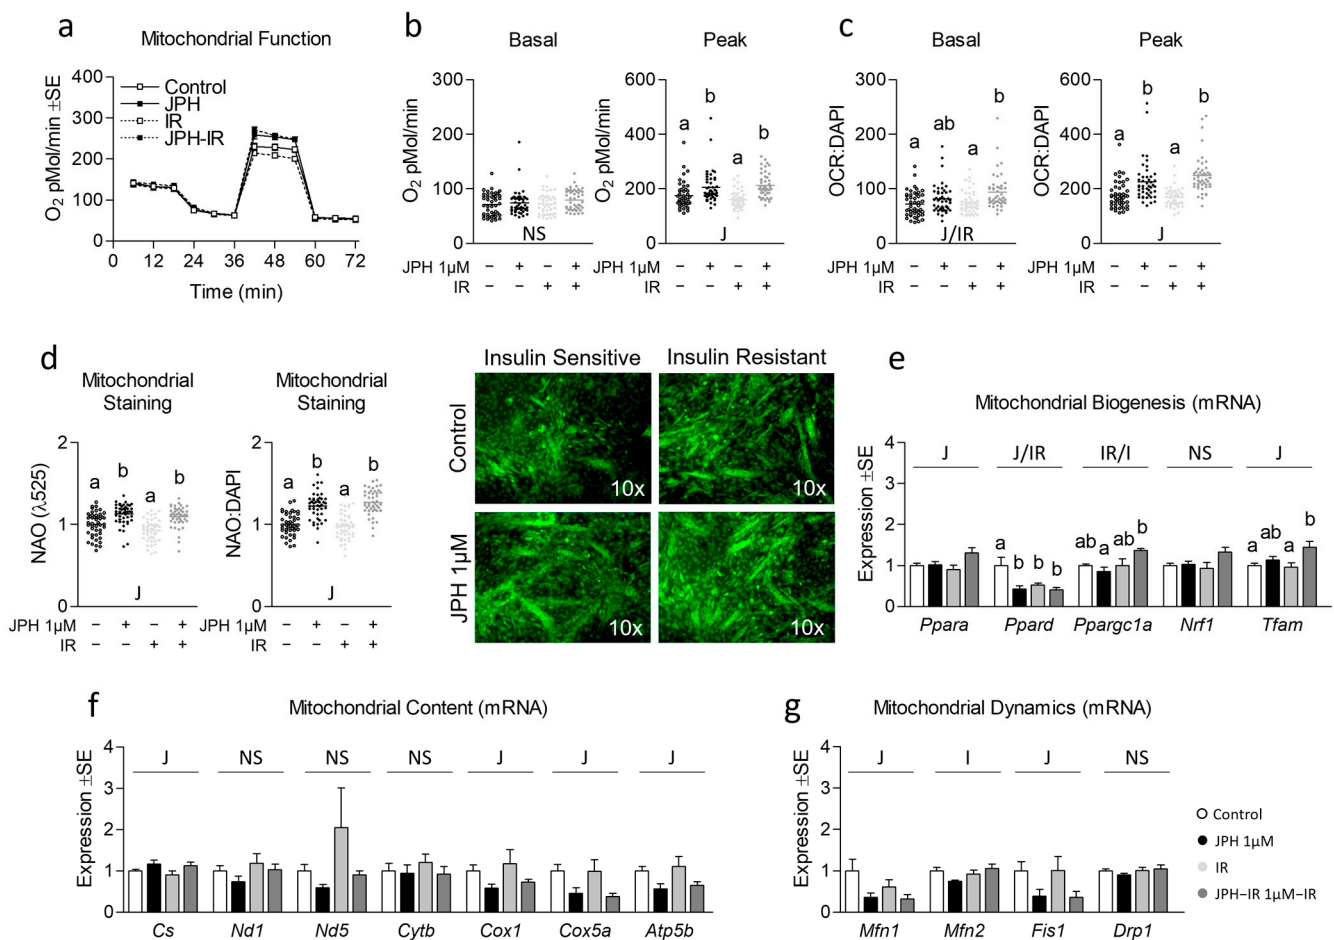 a
Mitochondrial Function
O₂ pMol/min ±SE
400
300
200
100
0
Control
JPH
IR
JPH-IR
0 12 24 36 48 60 72
Time (min)
b
Basal
O₂ pMol/min
300
200
100
0
NS
Peak
O₂ pMol/min
600
400
200
0
a b a b
J
JPH 1µM − + − + − + − +
IR − − + + − − + +
c
Basal
OCR:DAPI
300
200
100
0
a ab a b
J/IR
Peak
OCR:DAPI
600
400
200
0
a b a b
J
JPH 1µM − + − + − + − +
IR − − + + − − + +
d
Mitochondrial
Staining
NAO (λ525)
2
1
0
a b a b
J
JPH 1µM − + − +
IR − − + +
Mitochondrial
Staining
NAO:DAPI
2
1
0
a b a b
J
JPH 1µM − + − +
IR − − + +
Insulin Sensitive Insulin Resistant
Control
10x 10x
JPH 1µM
10x 10x
e
Mitochondrial Biogenesis (mRNA)
Expression ±SE
4
3
2
1
0
J J/IR IR/I NS J
a b b b ab a ab b a ab a b
Ppara Ppard Ppargc1a Nrf1 Tfam
f
Mitochondrial Content (mRNA)
Expression ±SE
4
3
2
1
0
J NS NS NS J J J
Cs Nd1 Nd5 Cytb Cox1 Cox5a Atp5b
g
Mitochondrial Dynamics (mRNA)
Expression ±SE
4
3
2
1
0
J I J NS
Mfn1 Mfn2 Fis1 Drp1
Control
JPH 1µM
IR
JPH−IR 1µM−IR